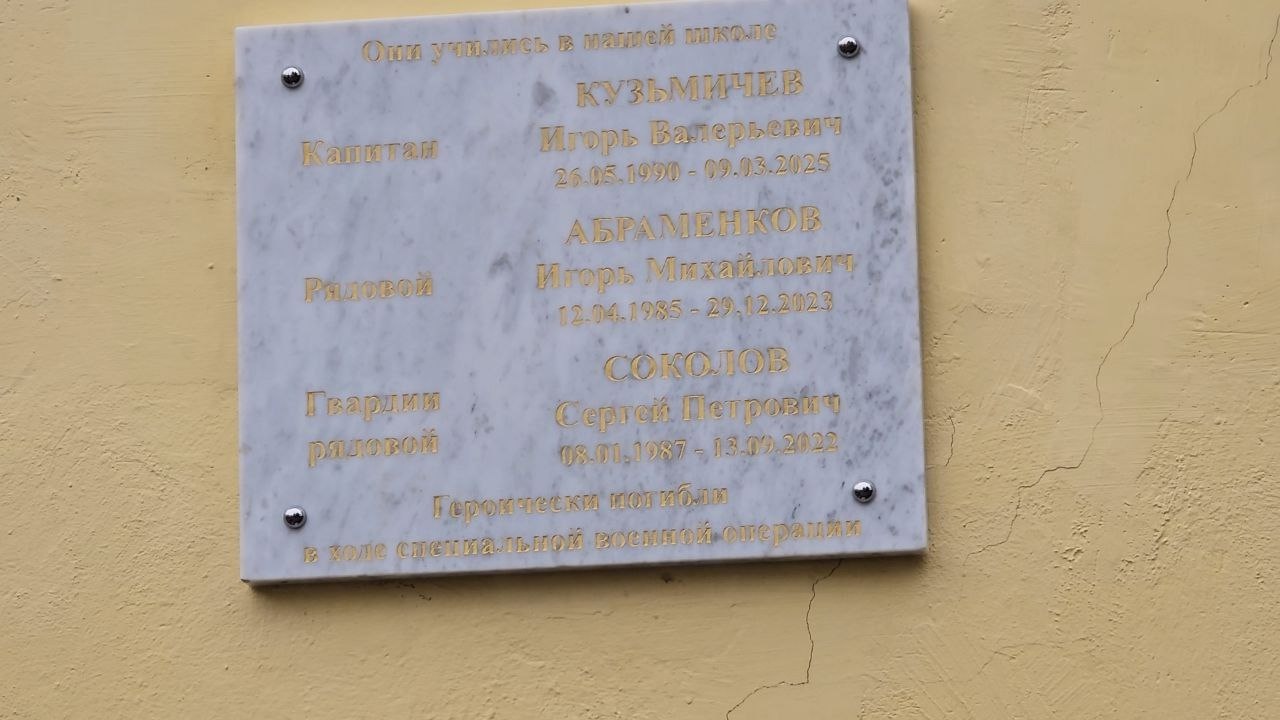 Они учились в нашей школе
КУЗЬМИЧЕВ
Капитан
Игорь Валерьевич
26.05.1990 - 09.03.2025
АБРАМЕНКОВ
Рядовой
Игорь Михайлович
12.04.1985 - 29.12.2023
СОКОЛОВ
Гвардии
рядовой
Сергей Петрович
08.01.1987 - 13.09.2022
Героически погибли
в ходе специальной военной операции